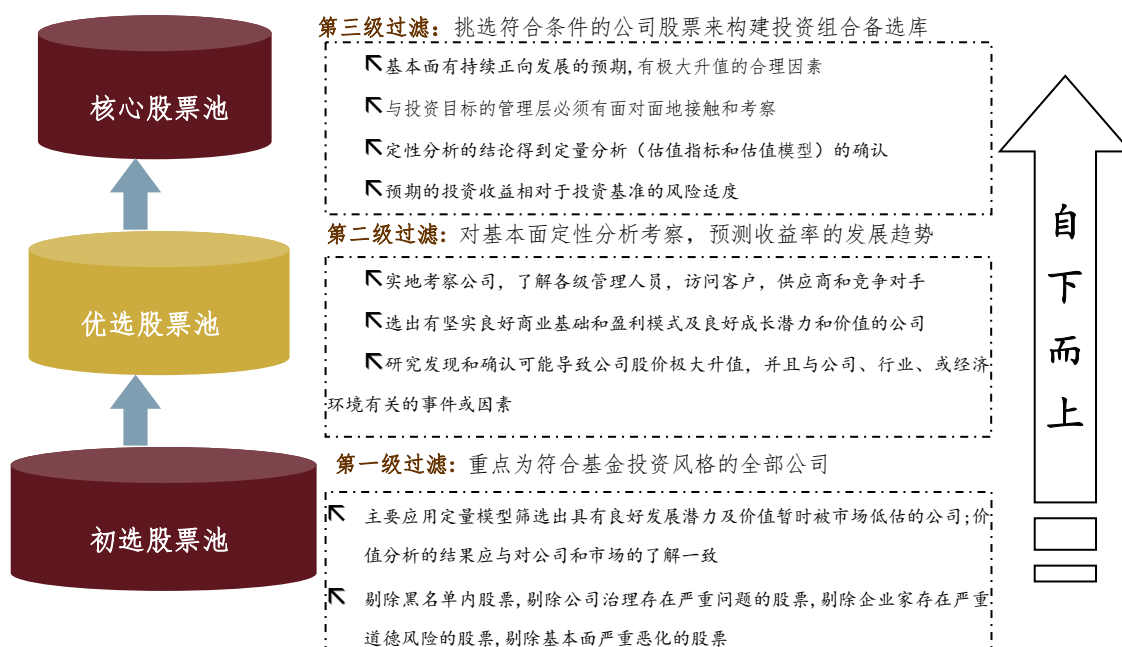 第三级过滤：挑选符合条件的公司股票来构建投资组合备选库
基本面有持续正向发展的预期,有极大升值的合理因素
与投资目标的管理层必须有面对面地接触和考察
定性分析的结论得到定量分析（估值指标和估值模型）的确认
预期的投资收益相对于投资基准的风险适度
核心股票池
第二级过滤：对基本面定性分析考察，预测收益率的发展趋势
实地考察公司，了解各级管理人员，访问客户，供应商和竞争对手
选出有坚实良好商业基础和盈利模式及良好成长潜力和价值的公司
研究发现和确认可能导致公司股价极大升值，并且与公司、行业、或经济
环境有关的事件或因素
优选股票池
第一级过滤：重点为符合基金投资风格的全部公司
主要应用定量模型筛选出具有良好发展潜力及价值暂时被市场低估的公司;价
值分析的结果应与对公司和市场的了解一致
剔除黑名单内股票,剔除公司治理存在严重问题的股票,剔除企业家存在严重
道德风险的股票,剔除基本面严重恶化的股票
初选股票池
自
下
而
上